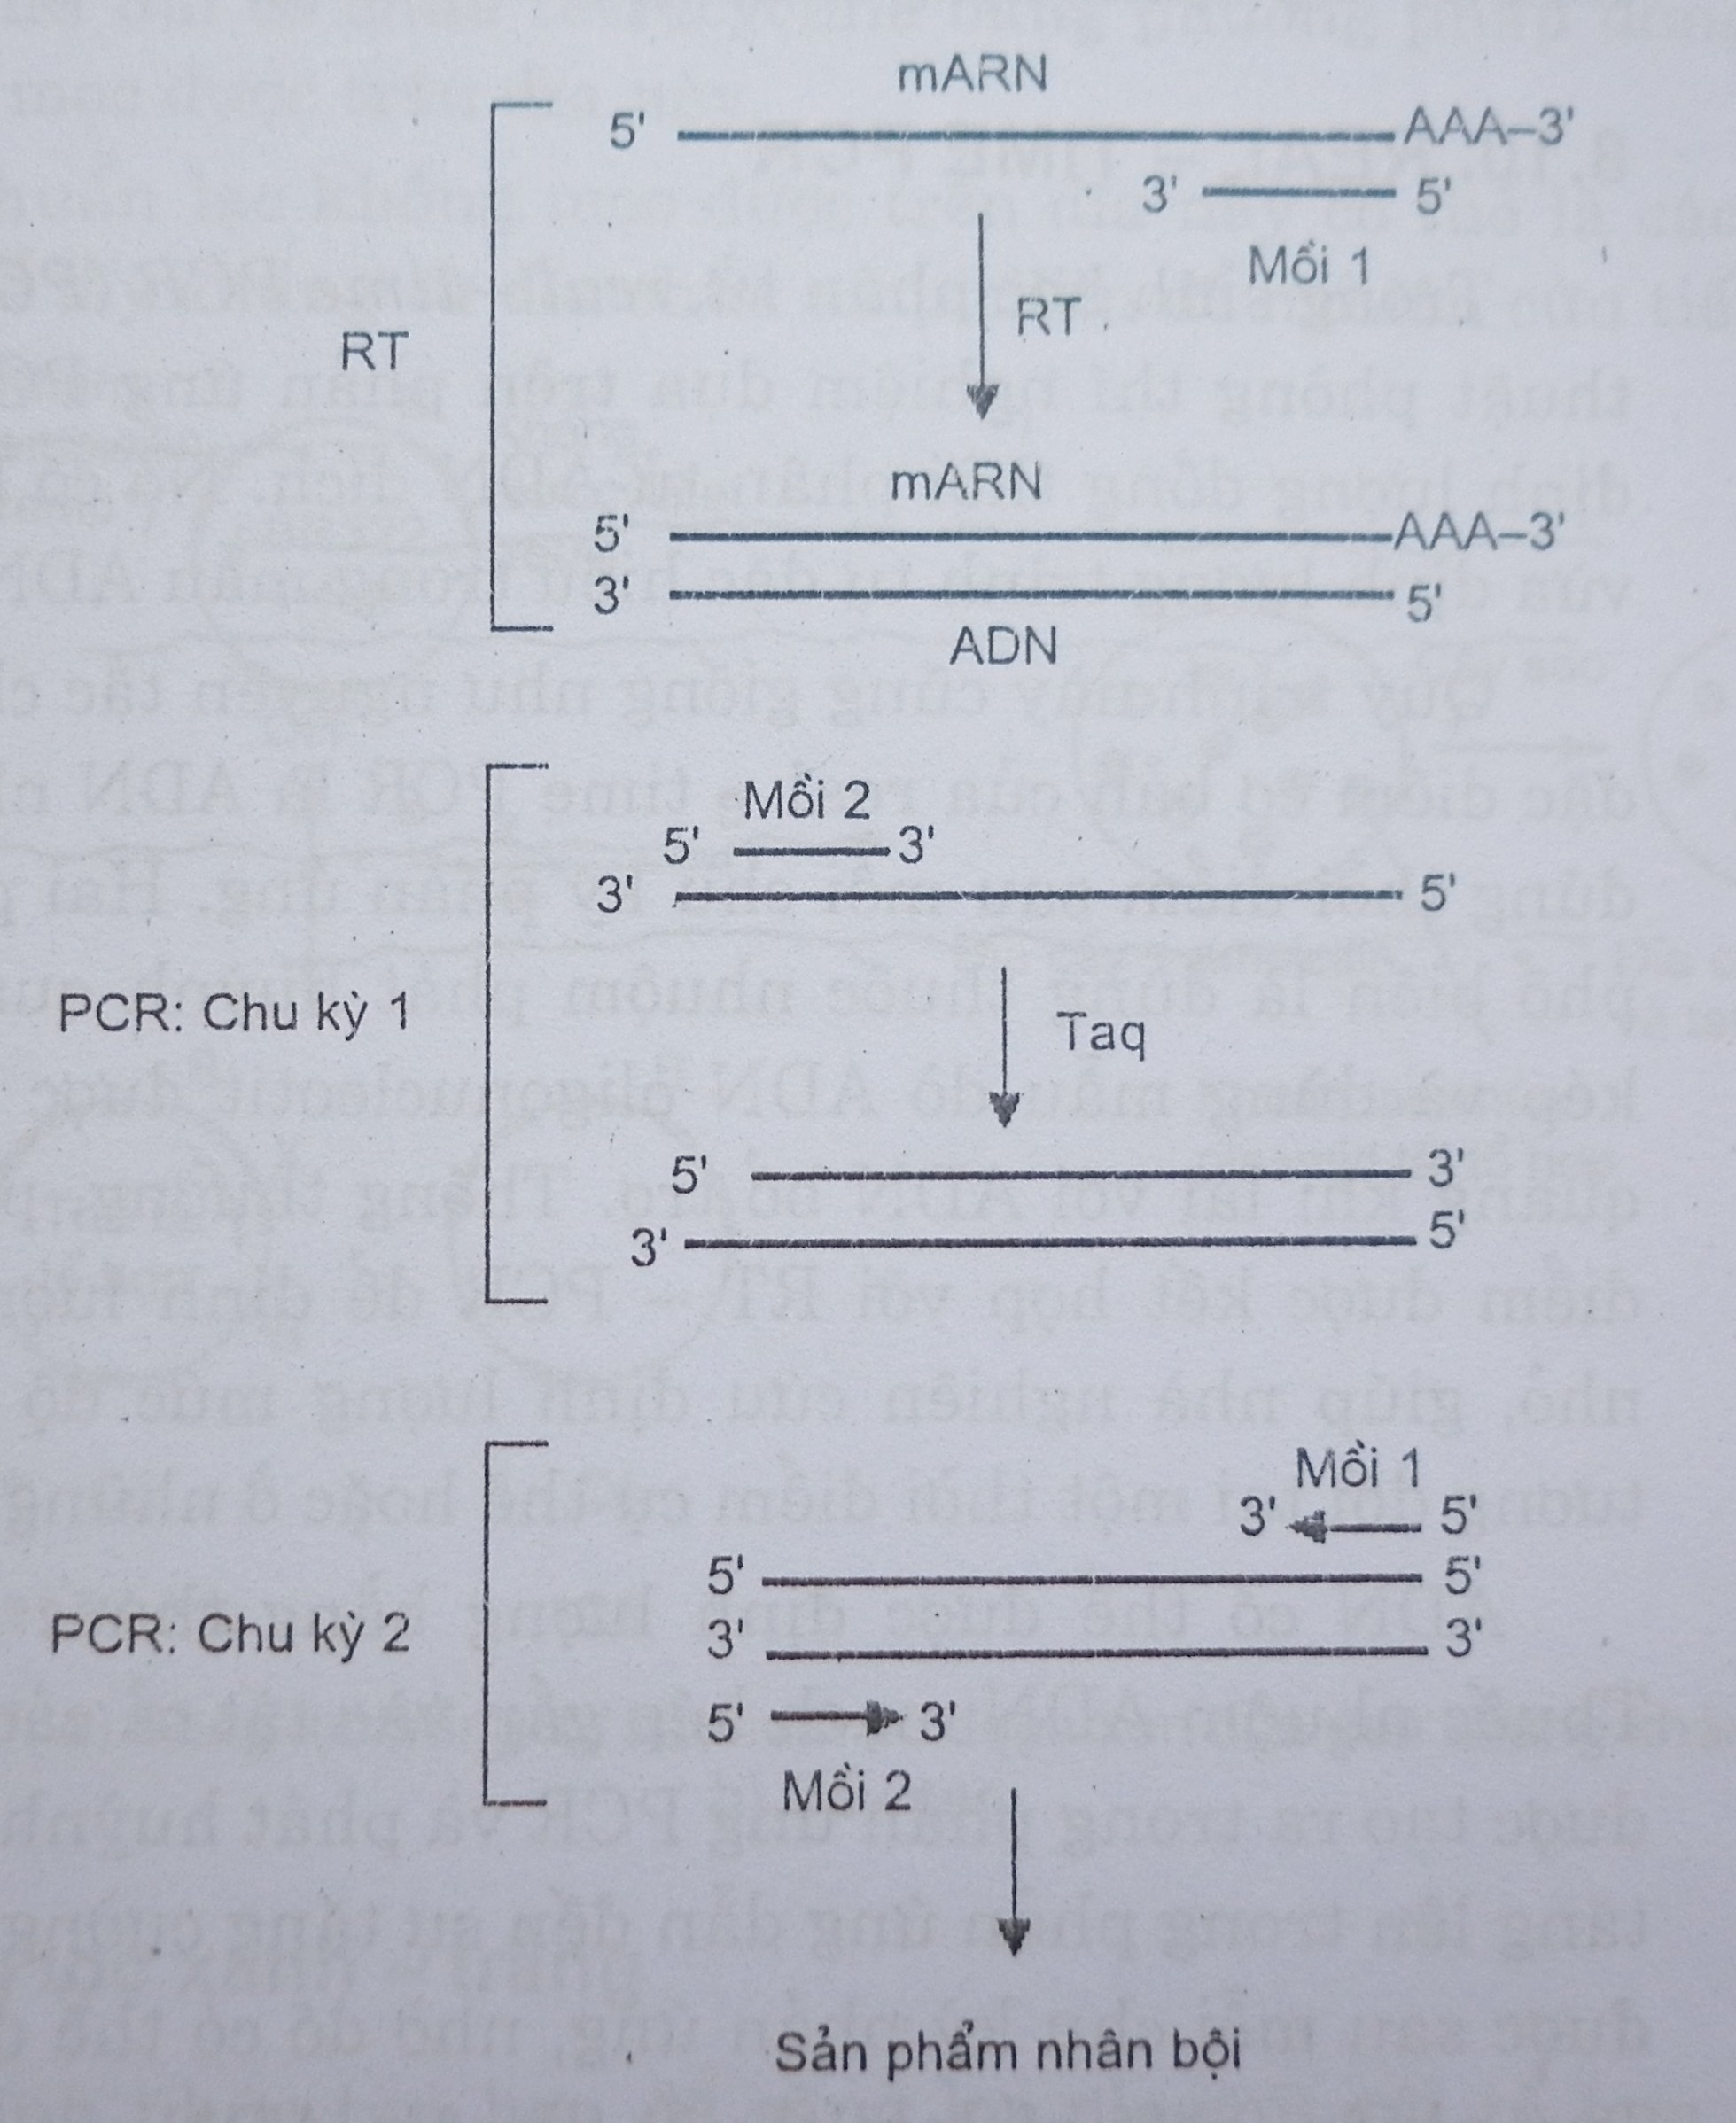 mARN
5' AAA–3'
3' 5'
Mồi 1
RT
RT
mARN
5' AAA–3'
3' 5'
ADN
Mồi 2
5' 3'
3' 5'
PCR: Chu kỳ 1
Taq
5' 3'
3' 5'
Mồi 1
3' 5'
5' 5'
PCR: Chu kỳ 2
3' 3'
5' 3'
Mồi 2
Sản phẩm nhân bội